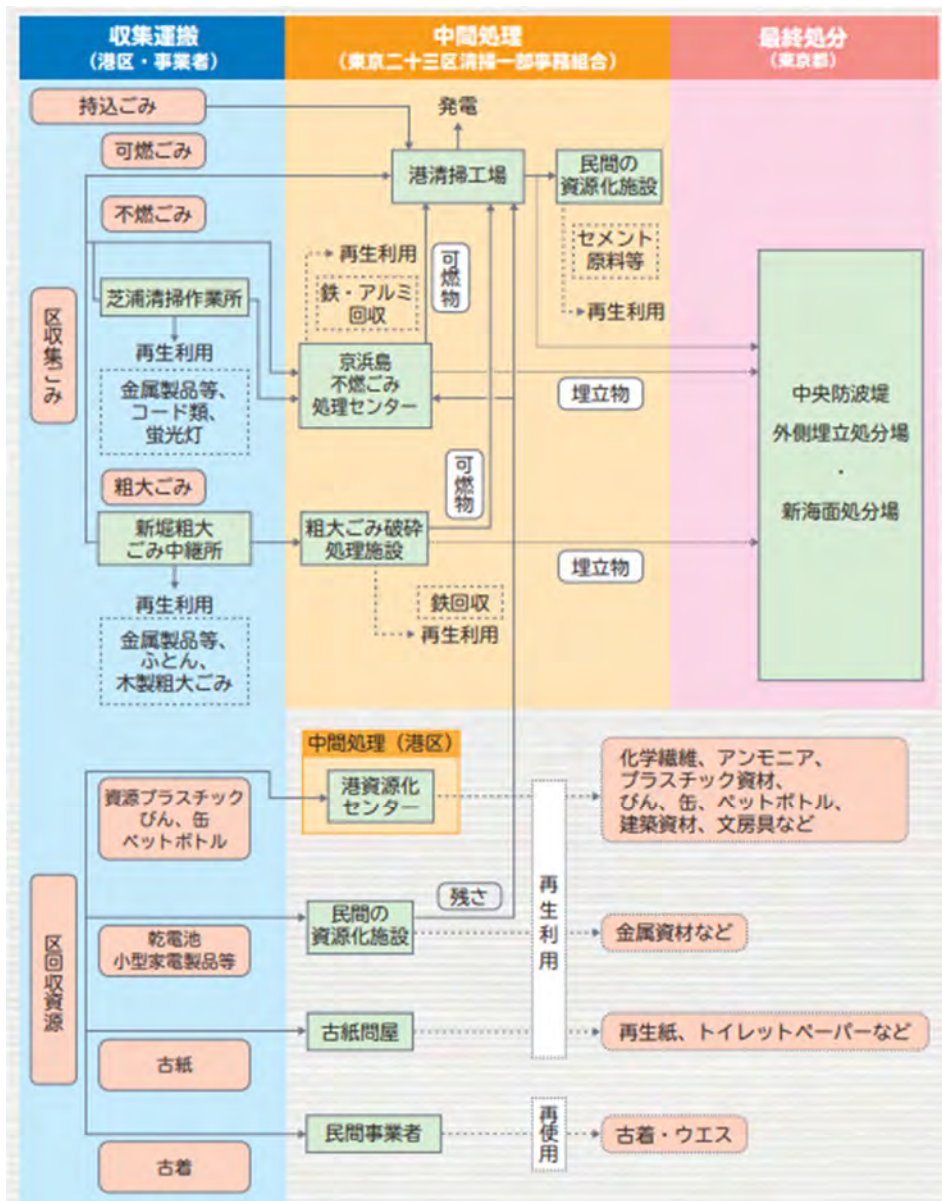 収集運搬
(港区・事業者)
中間処理
(東京二十三区清掃一部事務組合)
最終処分
(東京都)
持込ごみ
発電
可燃ごみ
港清掃工場
民間の
資源化施設
不燃ごみ
再生利用
可燃物
セメント
原料等
鉄・アルミ
回収
芝浦清掃作業所
再生利用
区収集ごみ
再生利用
京浜島
不燃ごみ
処理センター
金属製品等、
コード類、
蛍光灯
埋立物
中央防波堤
外側埋立処分場
・
新海面処分場
粗大ごみ
可燃物
新堀粗大
ごみ中継所
粗大ごみ破砕
処理施設
埋立物
再生利用
鉄回収
再生利用
金属製品等、
ふとん、
木製粗大ごみ
中間処理(港区)
港資源化
センター
化学繊維、アンモニア、
プラスチック資材、
びん、缶、ペットボトル、
建築資材、文房具など
資源プラスチック
びん、缶
ペットボトル
残さ
再生利用
区回収資源
民間の
資源化施設
金属資材など
乾電池
小型家電製品等
古紙問屋
再生紙、トイレットペーパーなど
古紙
民間事業者
再使用
古着・ウエス
古着